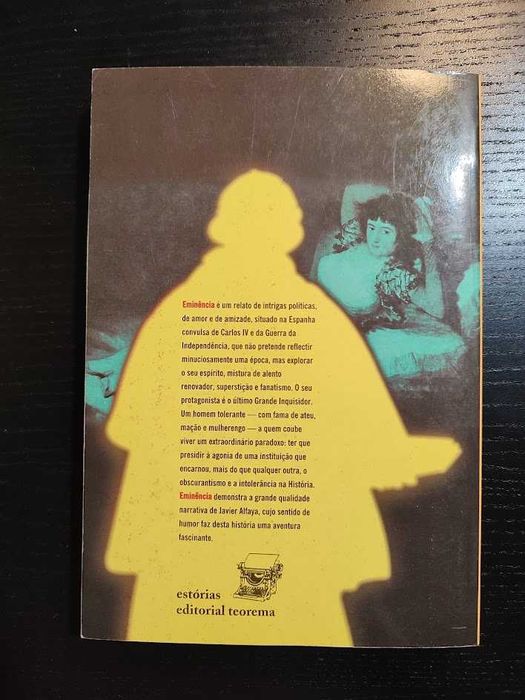 Eminência é um relato de intrigas políticas,
de amor e de amizade, situado na Espanha
convulsa de Carlos IV e da Guerra da
Independência, que não pretende reflectir
minuciosamente uma época, mas explorar
o seu espírito, mistura de alento
renovador, superstição e fanatismo. O seu
protagonista é o último Grande Inquisidor.
Um homem tolerante — com fama de ateu,
mação e mulherengo — a quem coube
viver um extraordinário paradoxo: ter que
presidir à agonia de uma instituição que
encarnou, mais do que qualquer outra, o
obscurantismo e a intolerância na História.
Eminência demonstra a grande qualidade
narrativa de Javier Alfaya, cujo sentido de
humor faz desta história uma aventura
fascinante.
estórias
editorial teorema